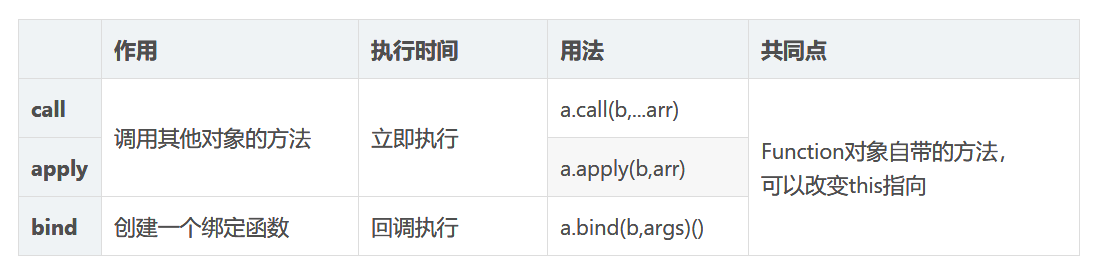 作用 执行时间 用法 共同点
call a.call(b,...arr)
调用其他对象的方法 立即执行
apply a.apply(b,arr)
Function对象自带的方法，
可以改变this指向
bind 创建一个绑定函数 回调执行 a.bind(b,args)()